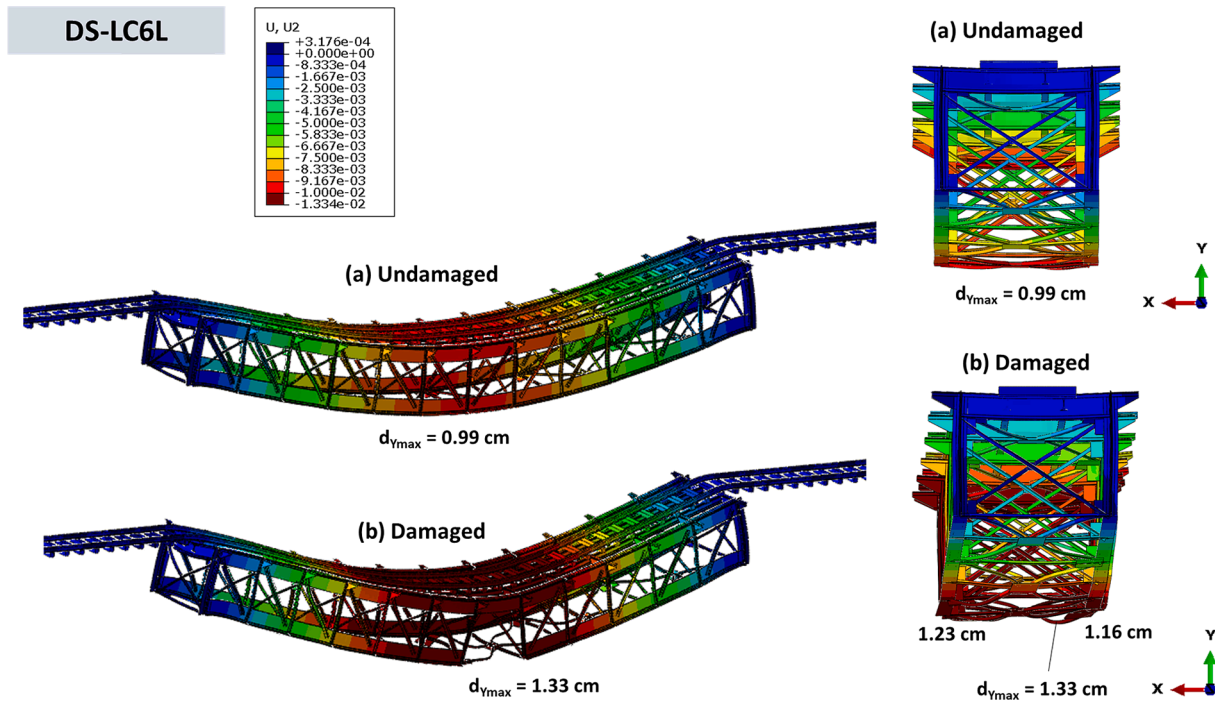 DS-LC6L
U, U2
+3.176e-04
+0.000e+00
-8.333e-04
-1.667e-03
-2.500e-03
-3.333e-03
-4.167e-03
-5.000e-03
-5.833e-03
-6.667e-03
-7.500e-03
-8.333e-03
-9.167e-03
-1.000e-02
-1.334e-02
(a) Undamaged
dYmax = 0.99 cm
(b) Damaged
dYmax = 1.33 cm
(a) Undamaged
dYmax = 0.99 cm
Y
X
(b) Damaged
1.23 cm
1.16 cm
dYmax = 1.33 cm
Y
X